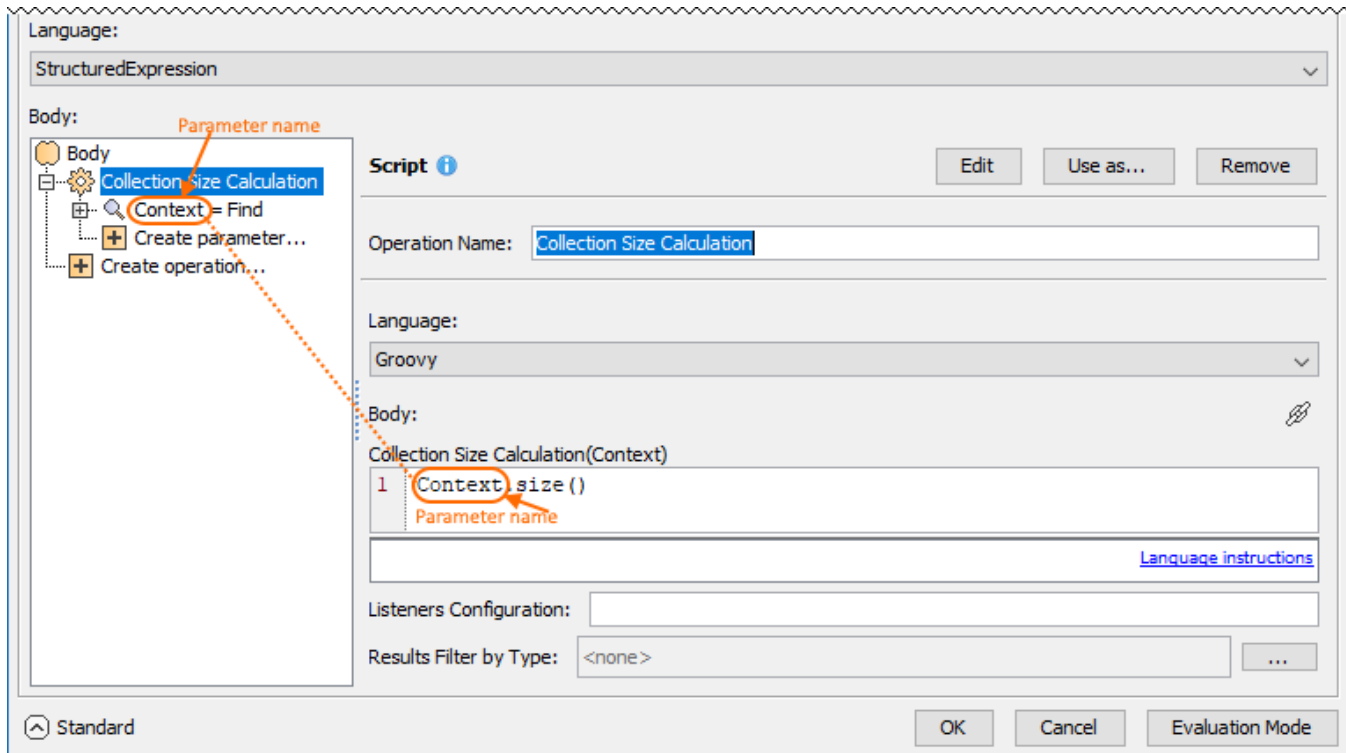 Language:
StructuredExpression
Body:
Parameter name
Body
Collection Size Calculation
Context = Find
Create parameter...
Create operation...
Script
Edit
Use as...
Remove
Operation Name:
Collection Size Calculation
Language:
Groovy
Body:
Collection Size Calculation(Context)
1 Context.size()
Parameter name
Language instructions
Listeners Configuration:
Results Filter by Type:
<none>
...
Standard
OK
Cancel
Evaluation Mode